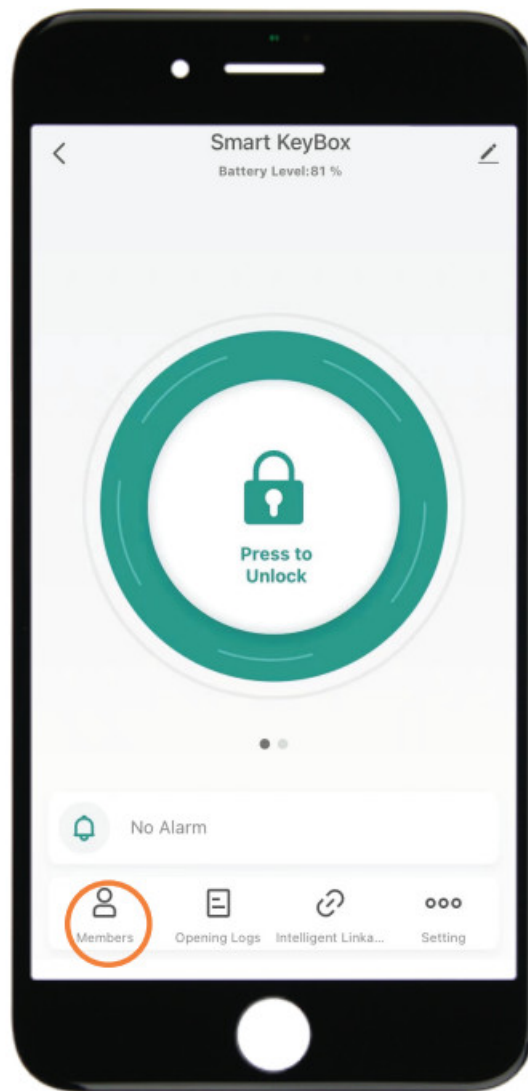 Smart KeyBox
Battery Level:81 %
Press to
Unlock
No Alarm
Members
Opening Logs
Intelligent Linka...
Setting